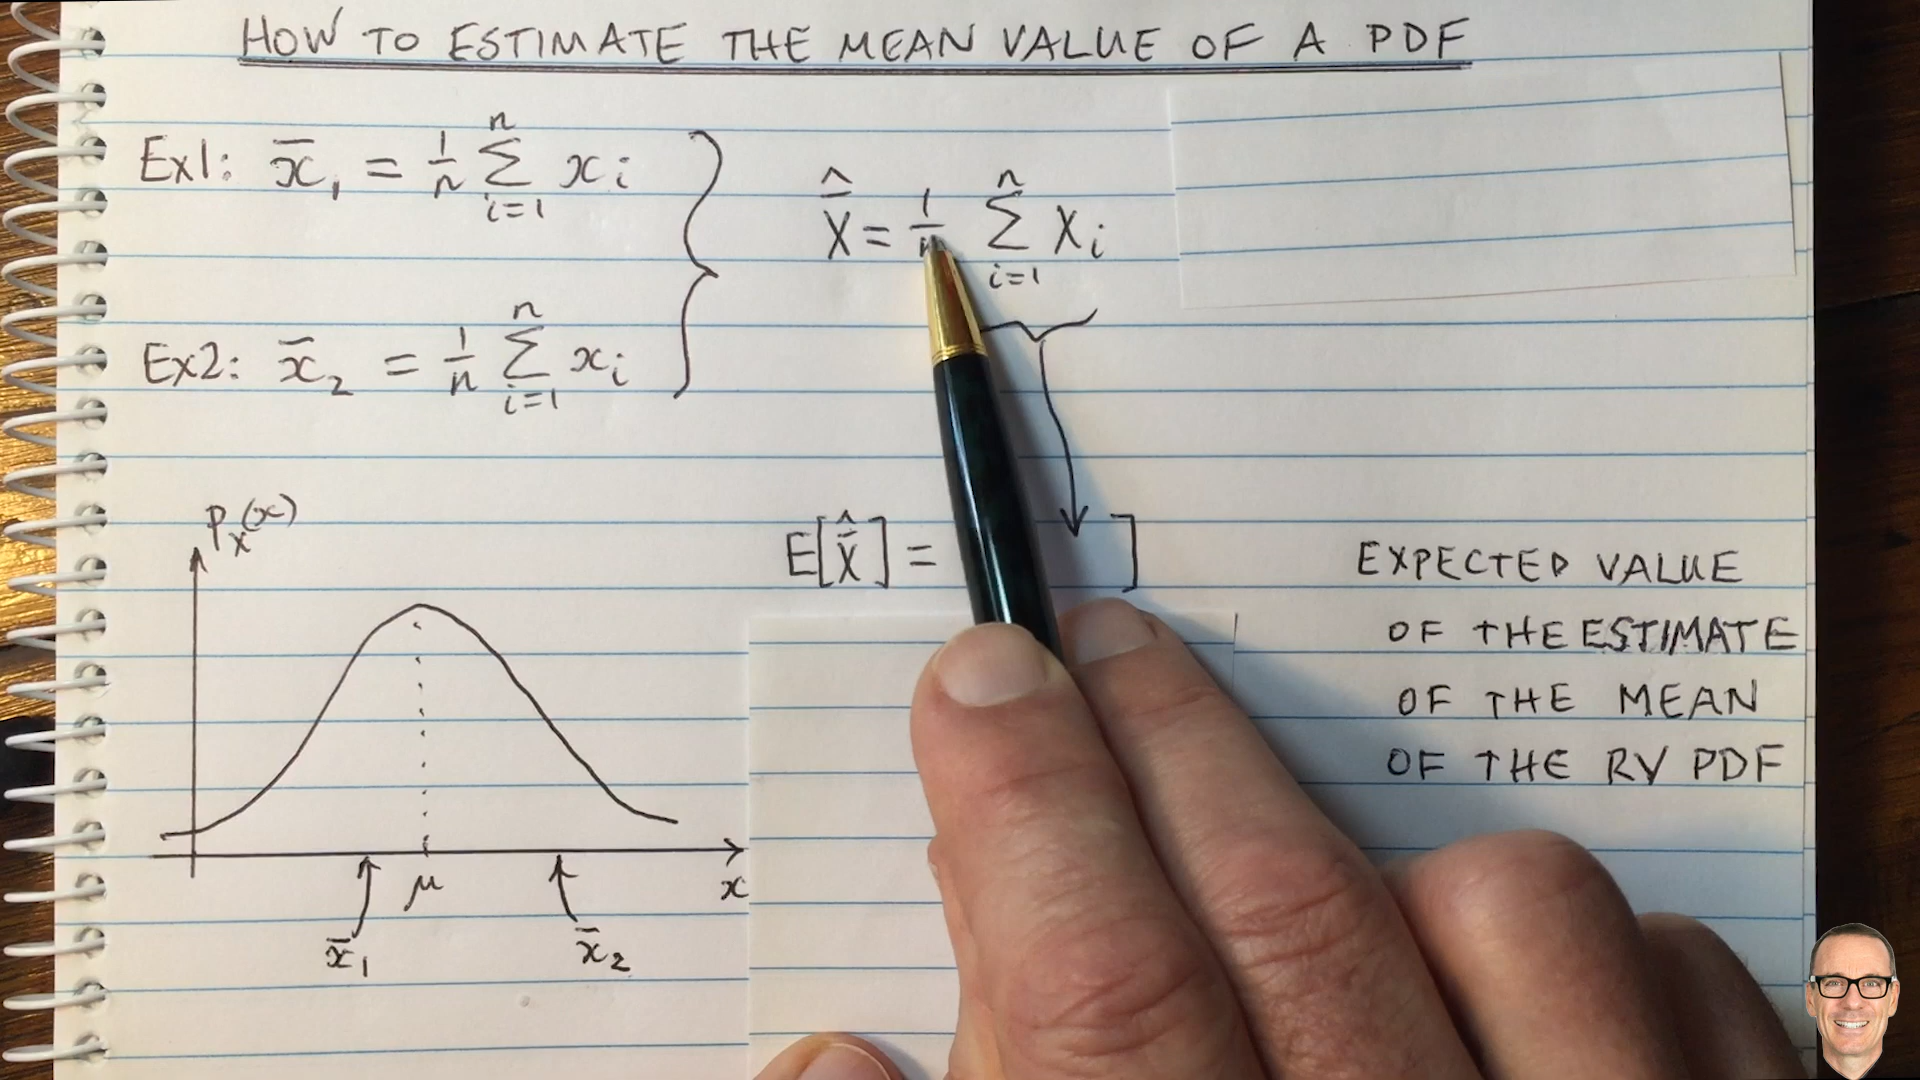 HOW TO ESTIMATE THE MEAN VALUE OF A PDF
Ex1: x̄₁ = 1/n Σ_{i=1}^{n} xᵢ
X̄̂ = 1/n Σ_{i=1}^{n} Xᵢ
Ex2: x̄₂ = 1/n Σ_{i=1}^{n} xᵢ
E[X̄̂] = ]
EXPECTED VALUE
OF THE ESTIMATE
OF THE MEAN
OF THE RV PDF
p_X(x)
μ
x
x̄₁
x̄₂